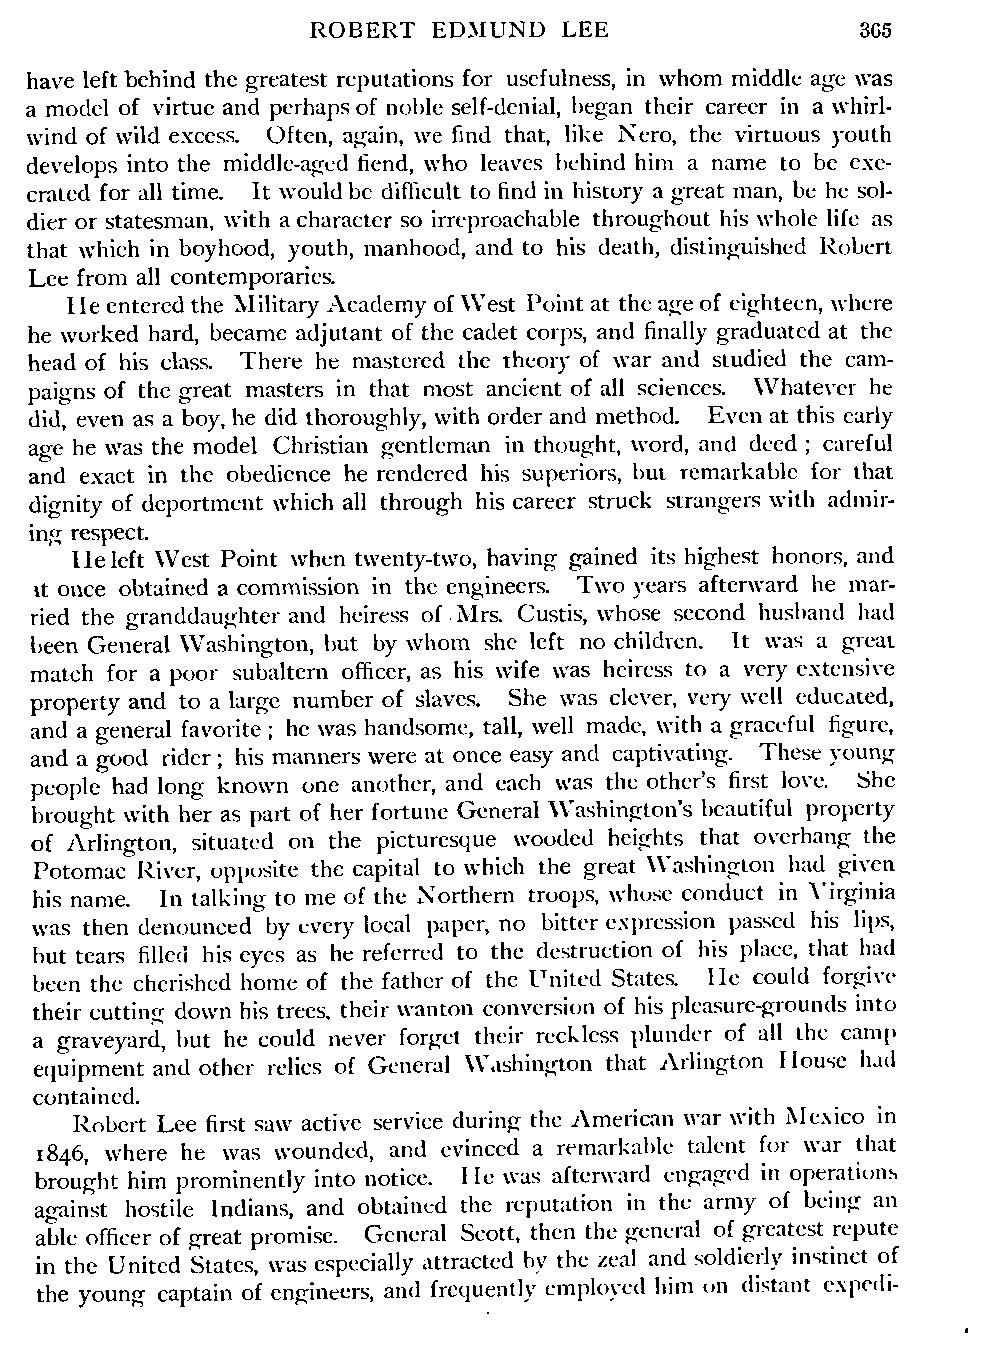 ROBERT EDMUND LEE 365
have left behind the greatest reputations for usefulness, in whom middle age was
a model of virtue and perhaps of noble self-denial, began their career in a whirl-
wind of wild excess. Often, again, we find that, like Nero, the virtuous youth
develops into the middle-aged fiend, who leaves behind him a name to be exe-
crated for all time. It would be difficult to find in history a great man, be he sol-
dier or statesman, with a character so irreproachable throughout his whole life as
that which in boyhood, youth, manhood, and to his death, distinguished Robert
Lee from all contemporaries.
He entered the Military Academy of West Point at the age of eighteen, where
he worked hard, became adjutant of the cadet corps, and finally graduated at the
head of his class. There he mastered the theory of war and studied the cam-
paigns of the great masters in that most ancient of all sciences. Whatever he
did, even as a boy, he did thoroughly, with order and method. Even at this early
age he was the model Christian gentleman in thought, word, and deed ; careful
and exact in the obedience he rendered his superiors, but remarkable for that
dignity of deportment which all through his career struck strangers with admir-
ing respect.
He left West Point when twenty-two, having gained its highest honors, and
at once obtained a commission in the engineers. Two years afterward he mar-
ried the granddaughter and heiress of Mrs. Custis, whose second husband had
been General Washington, but by whom she left no children. It was a great
match for a poor subaltern officer, as his wife was heiress to a very extensive
property and to a large number of slaves. She was clever, very well educated,
and a general favorite ; he was handsome, tall, well made, with a graceful figure,
and a good rider ; his manners were at once easy and captivating. These young
people had long known one another, and each was the other's first love. She
brought with her as part of her fortune General Washington's beautiful property
of Arlington, situated on the picturesque wooded heights that overhang the
Potomac River, opposite the capital to which the great Washington had given
his name. In talking to me of the Northern troops, whose conduct in Virginia
was then denounced by every local paper, no bitter expression passed his lips,
but tears filled his eyes as he referred to the destruction of his place, that had
been the cherished home of the father of the United States. He could forgive
their cutting down his trees, their wanton conversion of his pleasure-grounds into
a graveyard, but he could never forget their reckless plunder of all the camp
equipment and other relics of General Washington that Arlington House had
contained.
Robert Lee first saw active service during the American war with Mexico in
1846, where he was wounded, and evinced a remarkable talent for war that
brought him prominently into notice. He was afterward engaged in operations
against hostile Indians, and obtained the reputation in the army of being an
able officer of great promise. General Scott, then the general of greatest repute
in the United States, was especially attracted by the zeal and soldierly instinct of
the young captain of engineers, and frequently employed him on distant expedi-